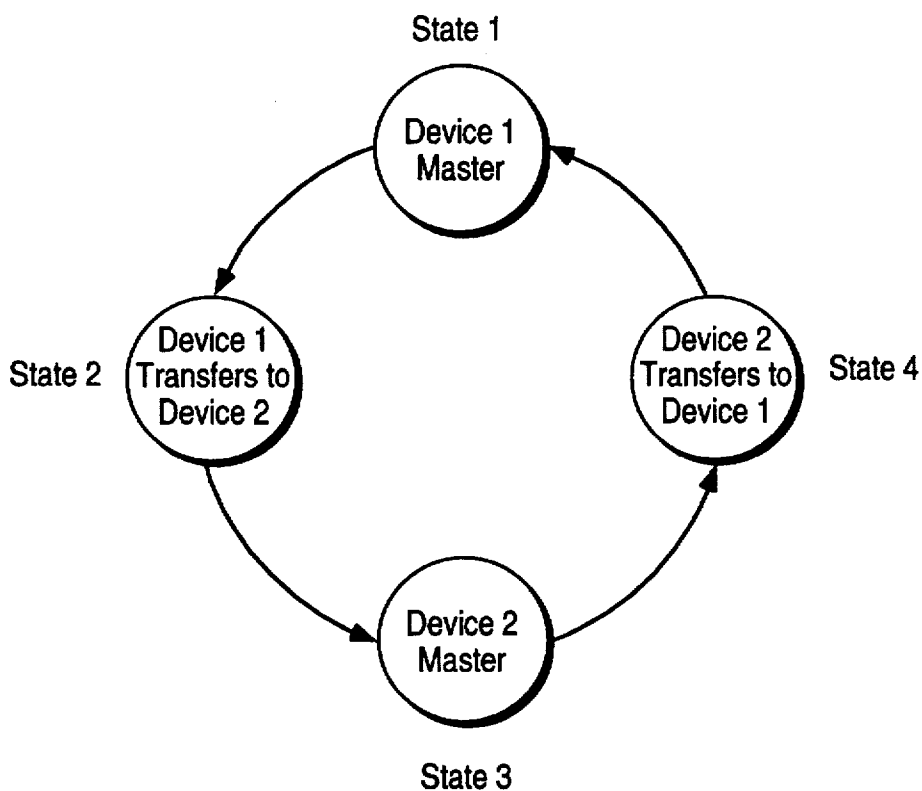 State 1
Device 1
Master
State 2
Device 1
Transfers to
Device 2
Device 2
Transfers to
Device 1
State 4
Device 2
Master
State 3